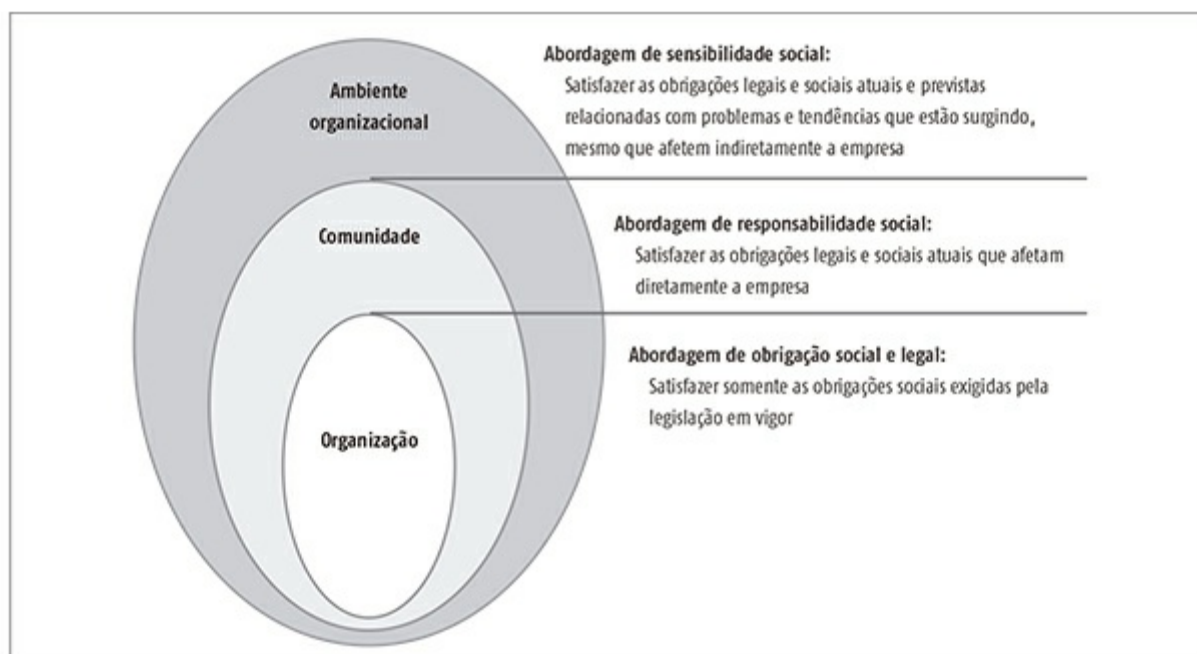 Ambiente
organizacional
Abordagem de sensibilidade social:
Satisfazer as obrigações legais e sociais atuais e previstas
relacionadas com problemas e tendências que estão surgindo,
mesmo que afetem indiretamente a empresa
Comunidade
Abordagem de responsabilidade social:
Satisfazer as obrigações legais e sociais atuais que afetam
diretamente a empresa
Organização
Abordagem de obrigação social e legal:
Satisfazer somente as obrigações sociais exigidas pela
legislação em vigor